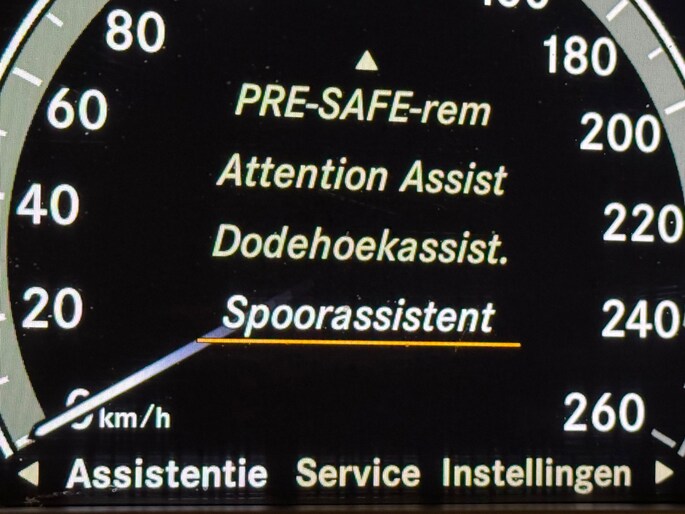 80
180
60
PRE-SAFE-rem
200
Attention Assist
40
220
Dodehoekassist.
20
Spoorassistent
240
km/h
260
Assistentie Service Instellingen